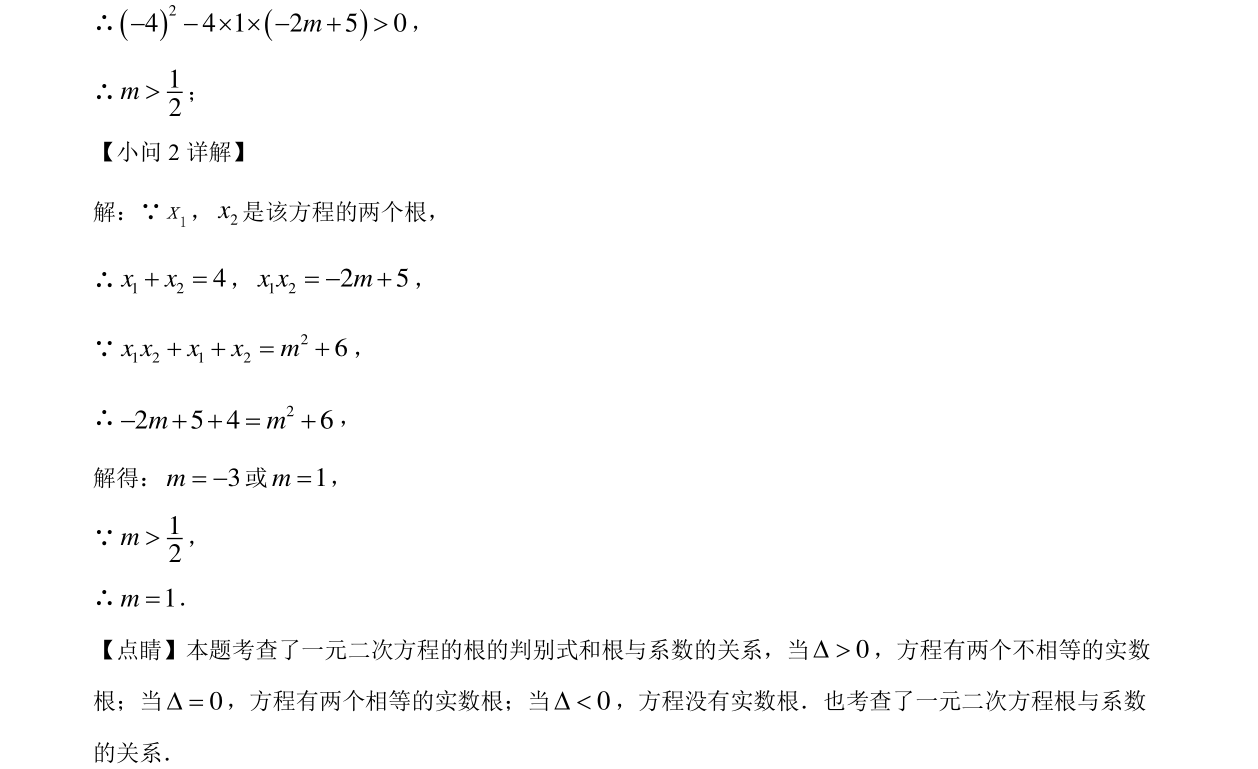 ∴(−4)²−4×1×(−2m+5)>0，
∴m>1/2；
【小问 2 详解】
解：∵x₁，x₂是该方程的两个根，
∴x₁+x₂=4，x₁x₂=−2m+5，
∵x₁x₂+x₁+x₂=m²+6，
∴−2m+5+4=m²+6，
解得：m=−3或m=1，
∵m>1/2，
∴m=1．
【点睛】本题考查了一元二次方程的根的判别式和根与系数的关系，当Δ>0，方程有两个不相等的实数
根；当Δ=0，方程有两个相等的实数根；当Δ<0，方程没有实数根．也考查了一元二次方程根与系数
的关系．